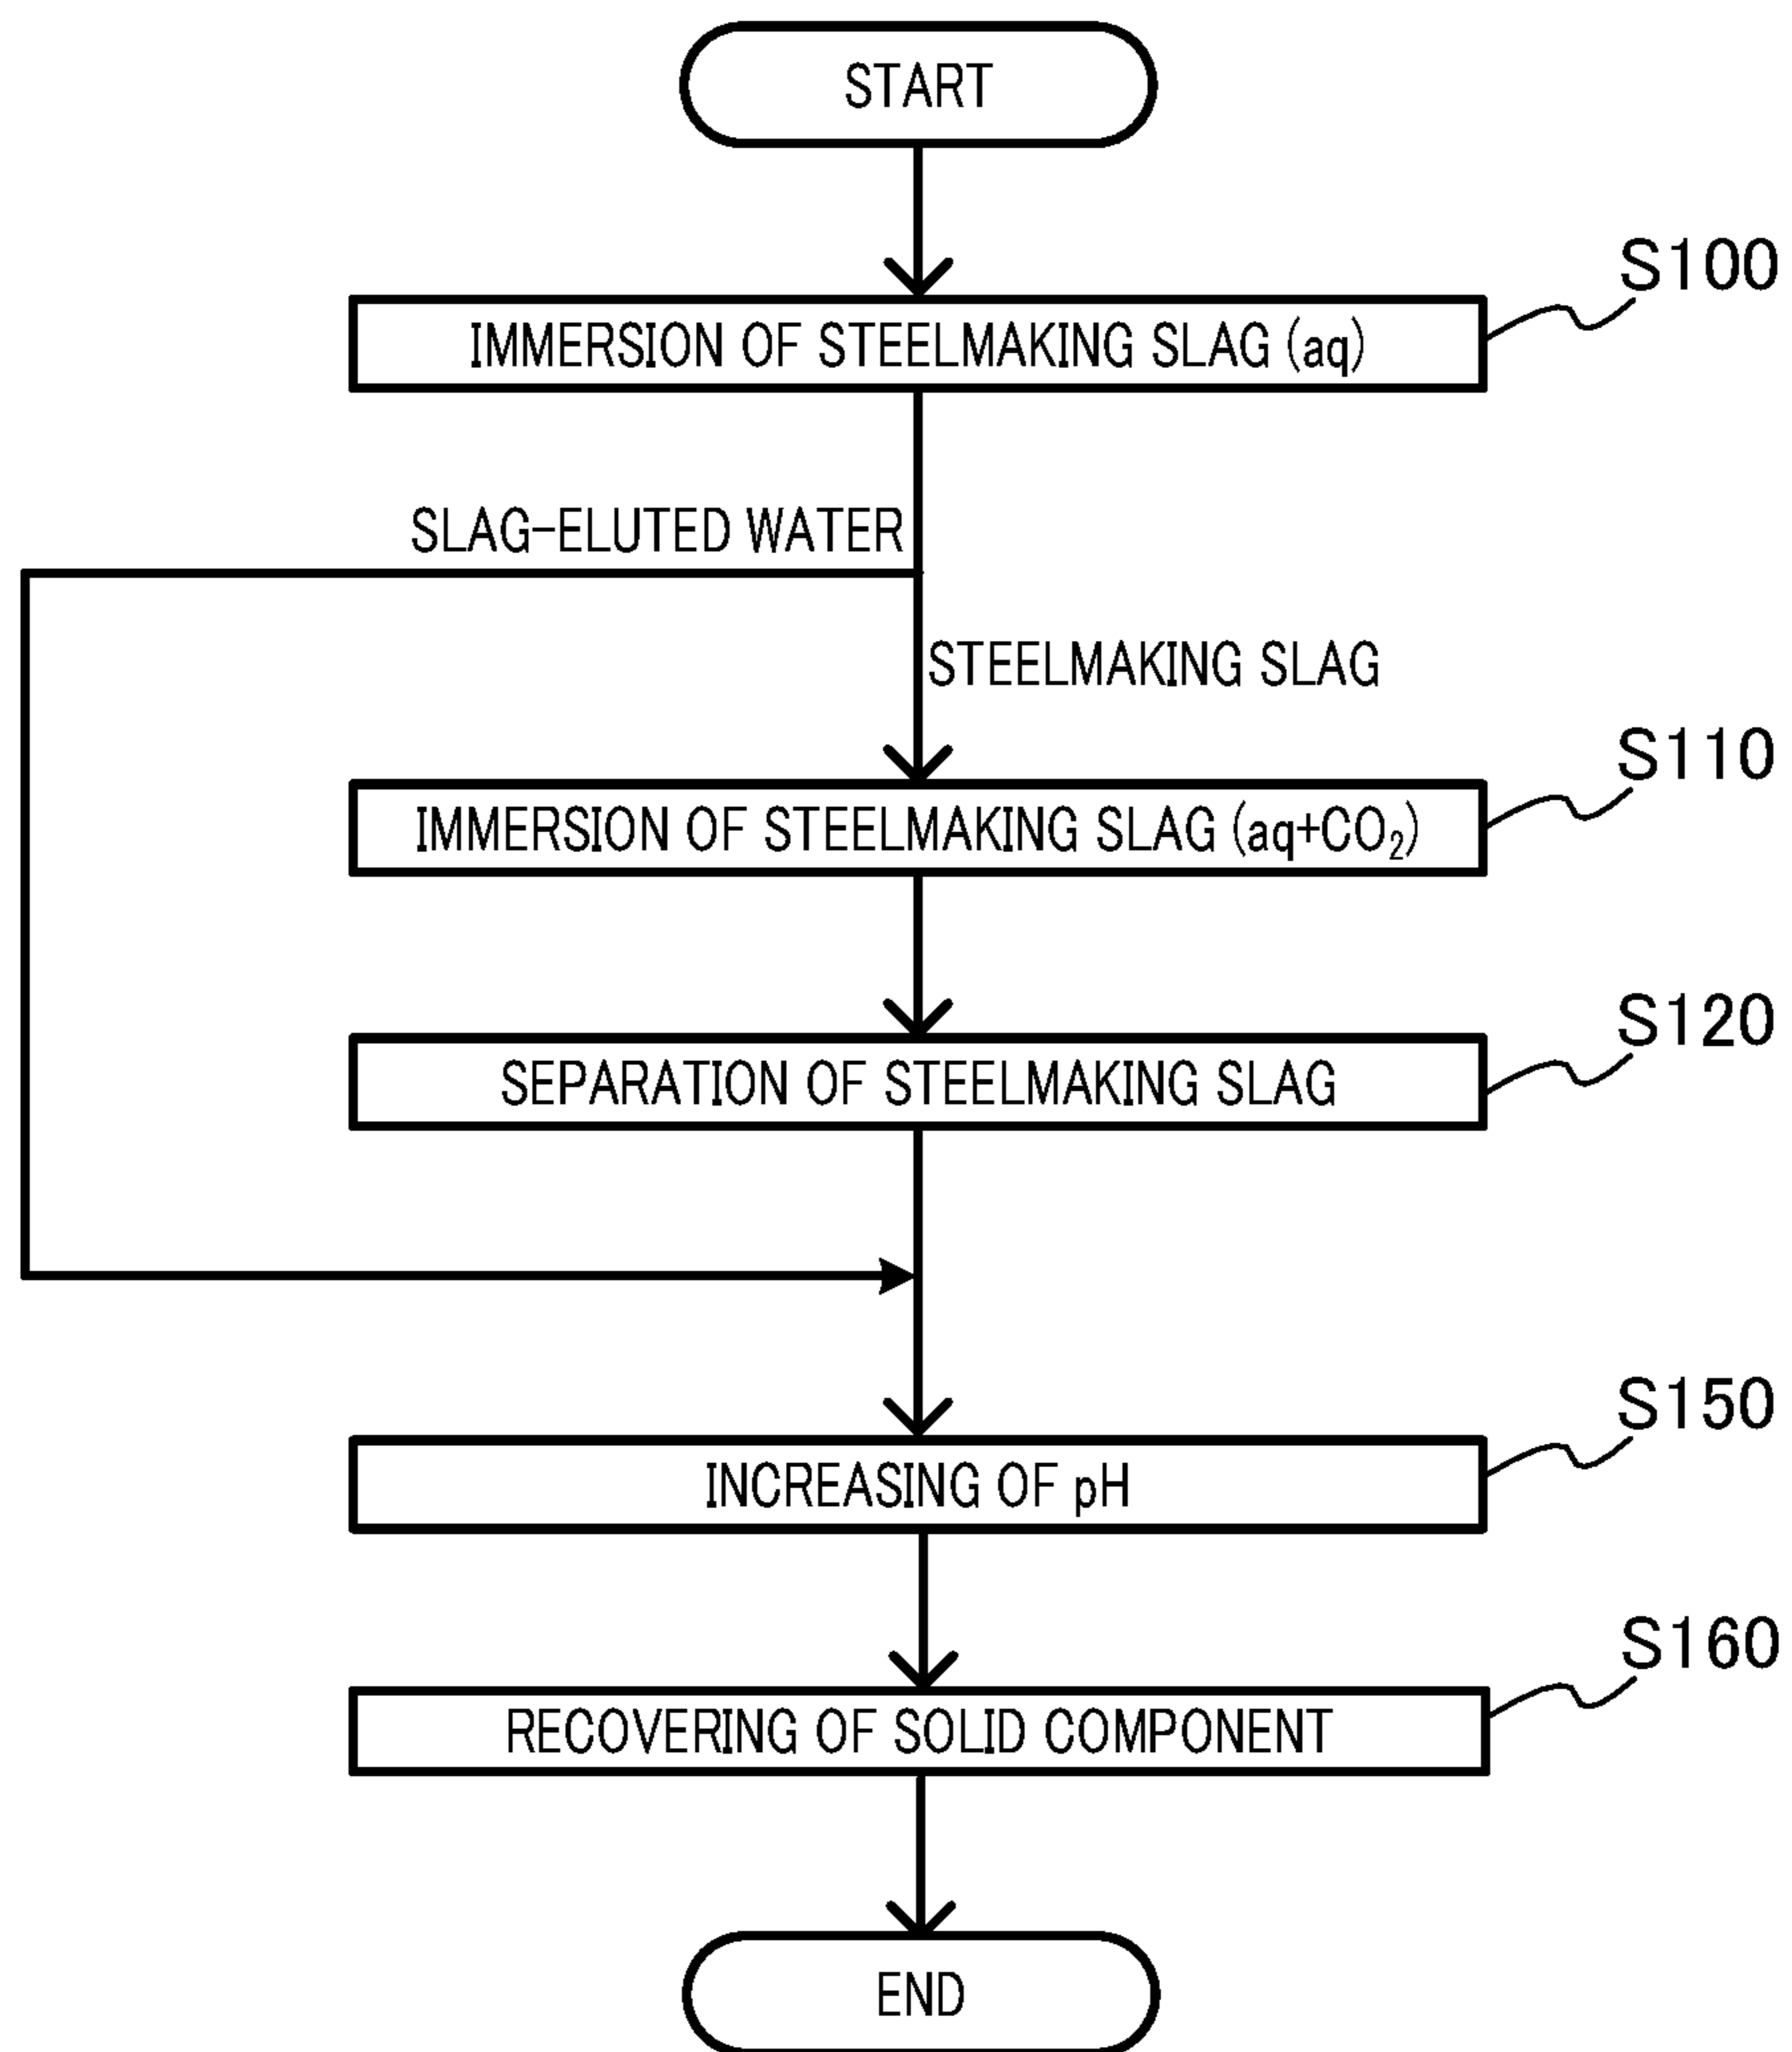 START
S100
IMMERSION OF STEELMAKING SLAG (aq)
SLAG-ELUTED WATER
STEELMAKING SLAG
S110
IMMERSION OF STEELMAKING SLAG (aq+CO₂)
S120
SEPARATION OF STEELMAKING SLAG
S150
INCREASING OF pH
S160
RECOVERING OF SOLID COMPONENT
END